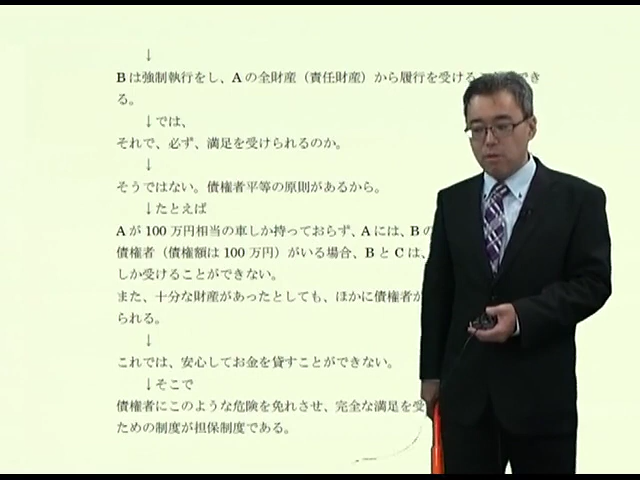 ↓
Bは強制執行をし、Aの全財産（責任財産）から履行を受ける でき
る。
↓では、
それで、必ず、満足を受けられるのか。
↓
そうではない。債権者平等の原則があるから。
↓たとえば
Aが100万円相当の車しか持っておらず、Aには、Bの
債権者（債権額は100万円）がいる場合、BとCは、
しか受けることができない。
また、十分な財産があったとしても、ほかに債権者が
られる。
↓
これでは、安心してお金を貸すことができない。
↓そこで
債権者にこのような危険を免れさせ、完全な満足を受
ための制度が担保制度である。